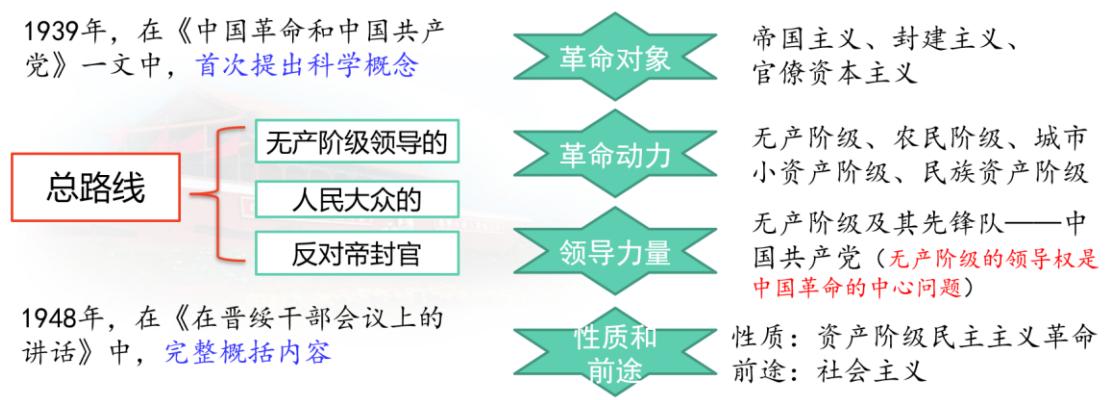 1939年，在《中国革命和中国共产
党》一文中，首次提出科学概念
总路线
无产阶级领导的
人民大众的
反对帝封官
1948年，在《在晋绥干部会议上的
讲话》中，完整概括内容
革命对象
帝国主义、封建主义、
官僚资本主义
革命动力
无产阶级、农民阶级、城市
小资产阶级、民族资产阶级
领导力量
无产阶级及其先锋队——中
国共产党（无产阶级的领导权是
中国革命的中心问题）
性质和
前途
性质：资产阶级民主主义革命
前途：社会主义